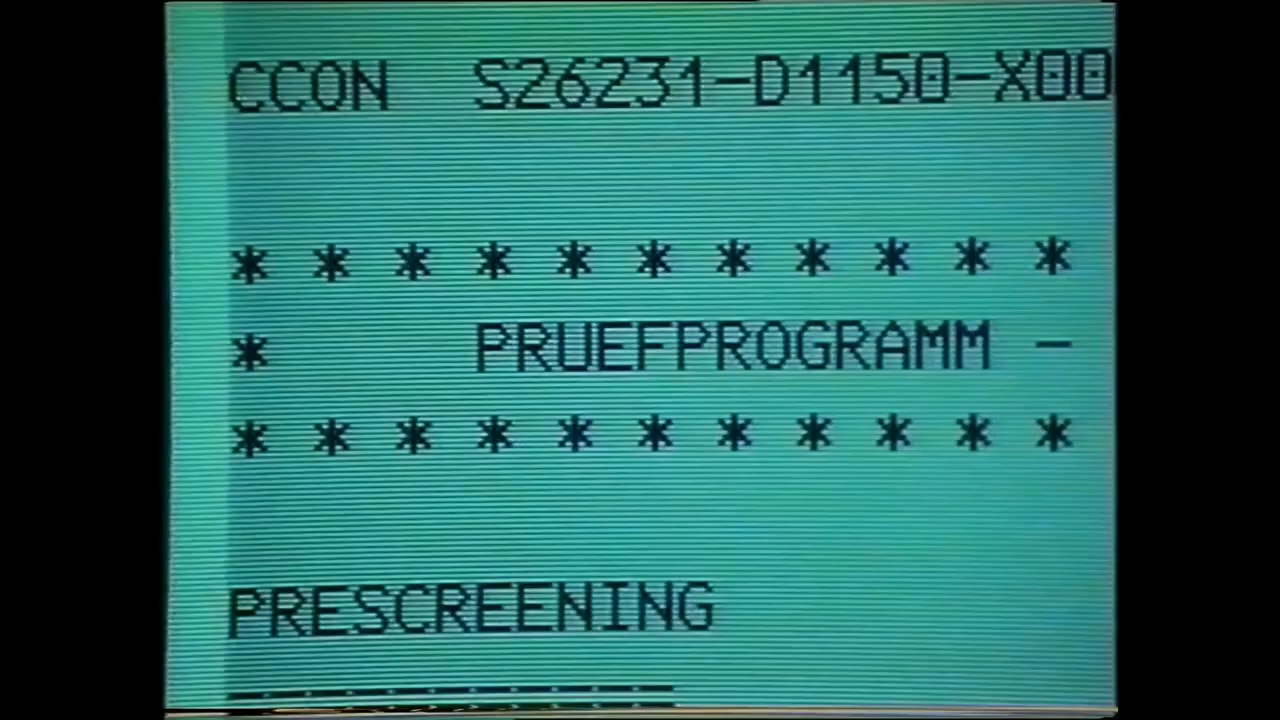 CCON S26231-D1150-X00
* * * * * * * * * * *
* PRUEFPROGRAMM -
* * * * * * * * * * *
PRESCREENING